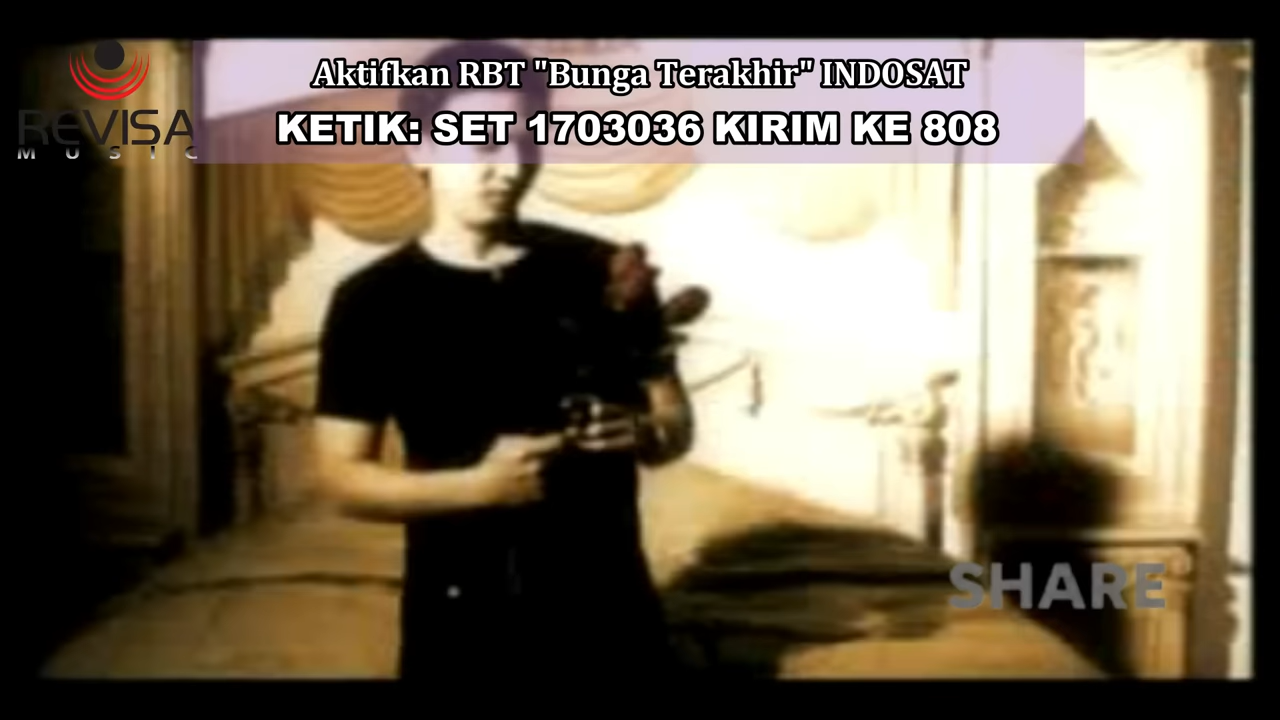 Aktifkan RBT "Bunga Terakhir" INDOSAT
KETIK: SET 1703036 KIRIM KE 808
REVISA
MUSIC
SHARE